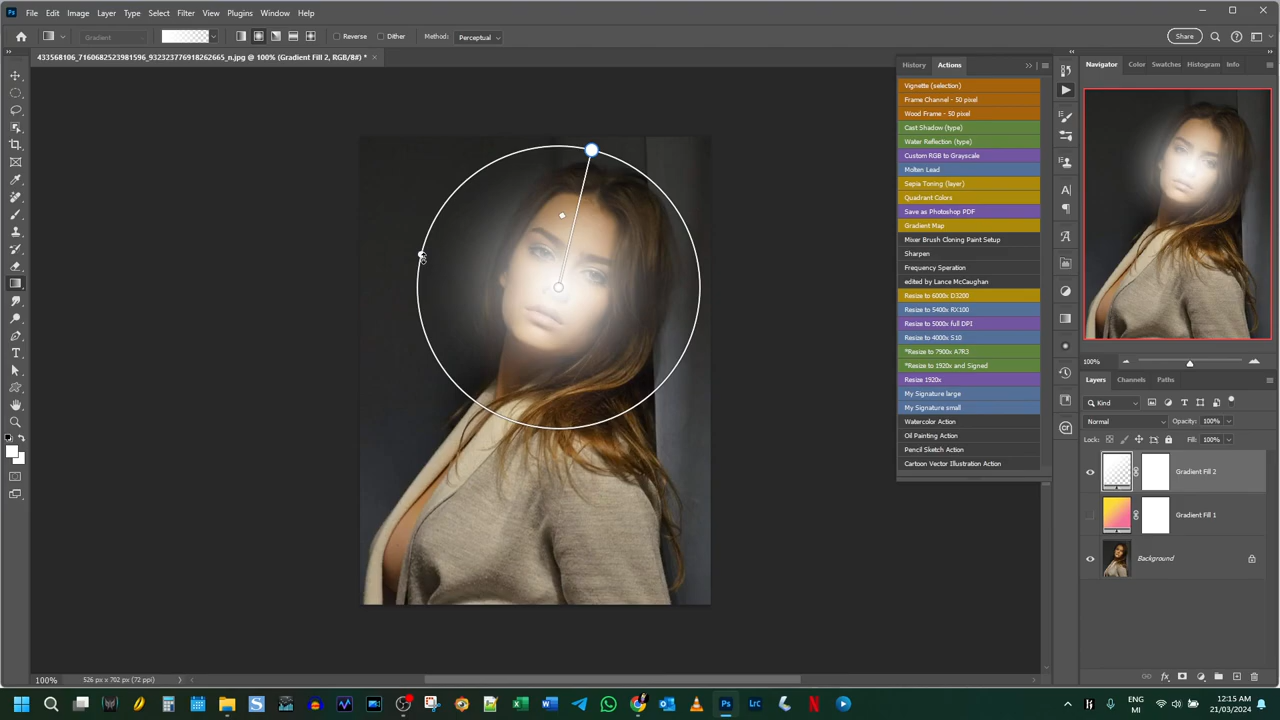 Ps File Edit Image Layer Type Select Filter View Plugins Window Help
Gradient Reverse Dither Method: Perceptual Share
433568106_7160682523981596_932323776918262665_n.jpg @ 100% (Gradient Fill 2, RGB/8#) *
History Actions
Vignette (selection)
Frame Channel - 50 pixel
Wood Frame - 50 pixel
Cast Shadow (type)
Water Reflection (type)
Custom RGB to Grayscale
Molten Lead
Sepia Toning (layer)
Quadrant Colors
Save as Photoshop PDF
Gradient Map
Mixer Brush Cloning Paint Setup
Sharpen
Frequency Speration
edited by Lance McCaughan
Resize to 6000x D3200
Resize to 5400x RX100
Resize to 5000x full DPI
Resize to 4000x S10
*Resize to 7900x A7R3
*Resize to 1920x and Signed
Resize 1920x
My Signature large
My Signature small
Watercolor Action
Oil Painting Action
Pencil Sketch Action
Cartoon Vector Illustration Action
Navigator Color Swatches Histogram Info
100%
Layers Channels Paths
Kind
Normal Opacity: 100%
Lock: Fill: 100%
Gradient Fill 2
Gradient Fill 1
Background
100% 526 px x 702 px (72 ppi)
Ps Lrc
ENG
MI
12:15 AM
21/03/2024